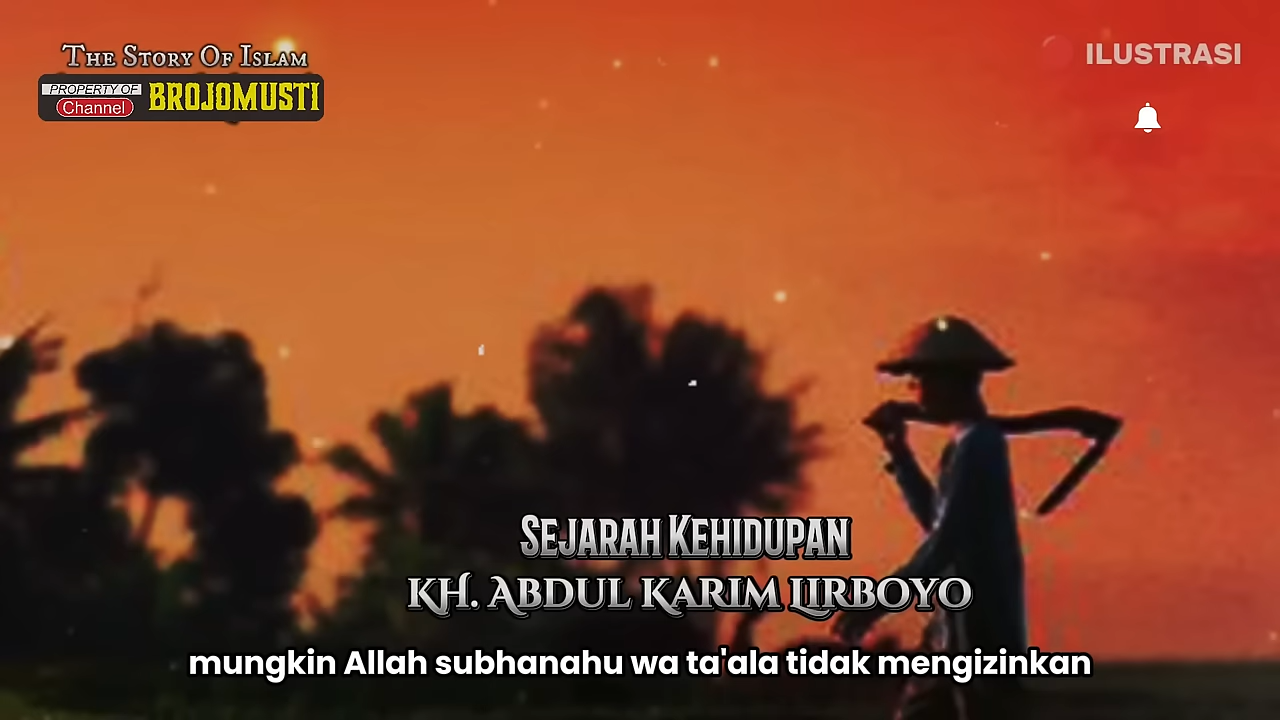 The Story Of Islam
PROPERTY OF
Channel
BROJOMUSTI
ILUSTRASI
Sejarah Kehidupan
KH. Abdul Karim Lirboyo
mungkin Allah subhanahu wa ta'ala tidak mengizinkan